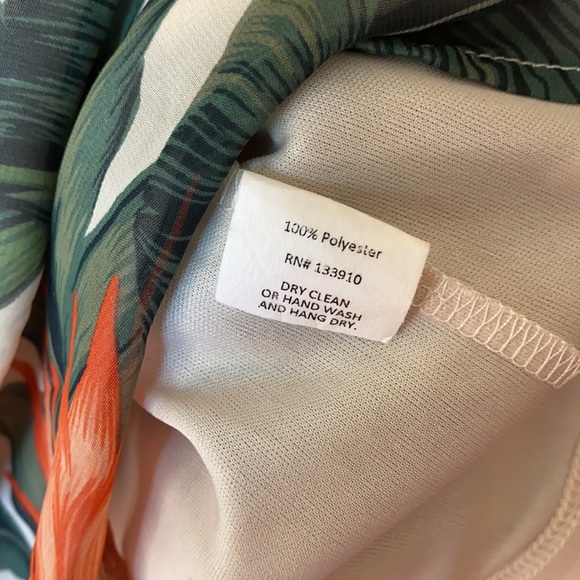 100% Polyester
RN# 133910
DRY CLEAN
OR HAND WASH
AND HANG DRY.